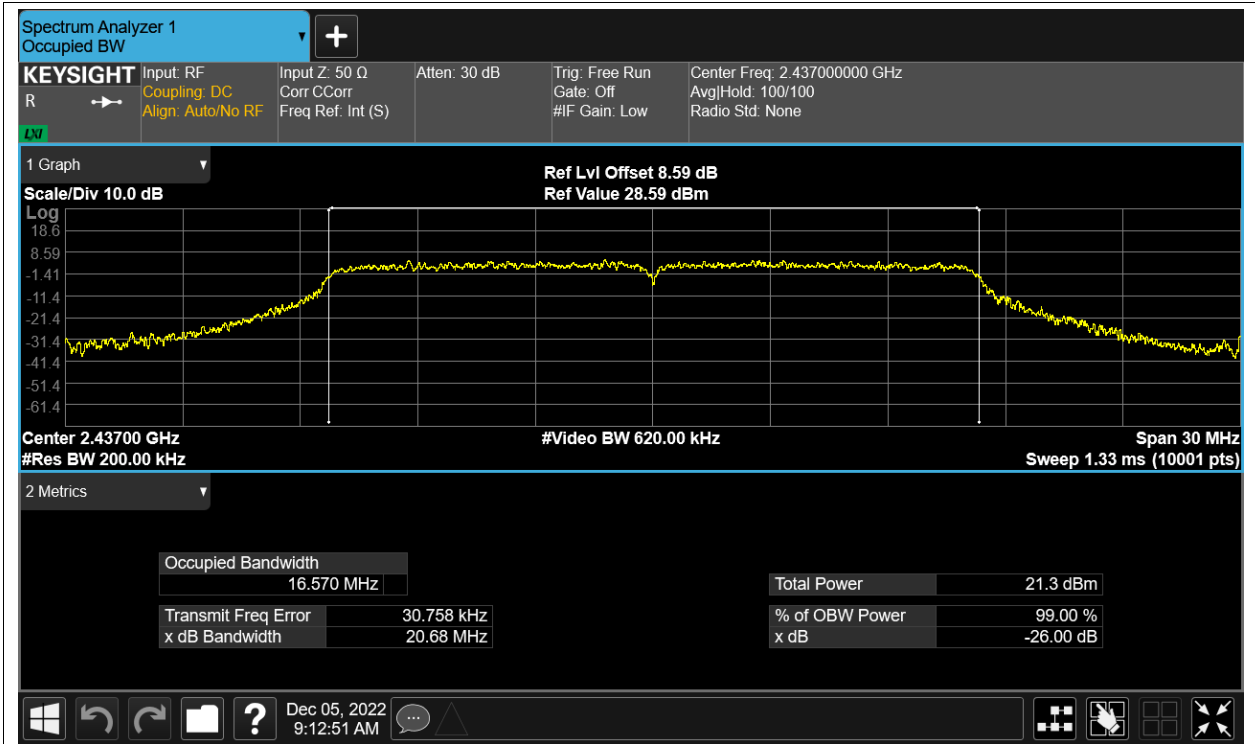 Spectrum Analyzer 1
Occupied BW
KEYSIGHT
R
LXI
Input: RF
Coupling: DC
Align: Auto/No RF
Input Z: 50 Ω
Corr CCorr
Freq Ref: Int (S)
Atten: 30 dB
Trig: Free Run
Gate: Off
#IF Gain: Low
Center Freq: 2.437000000 GHz
Avg|Hold: 100/100
Radio Std: None
1 Graph
Scale/Div 10.0 dB
Ref Lvl Offset 8.59 dB
Ref Value 28.59 dBm
Log
18.6
8.59
-1.41
-11.4
-21.4
-31.4
-41.4
-51.4
-61.4
Center 2.43700 GHz
#Res BW 200.00 kHz
#Video BW 620.00 kHz
Span 30 MHz
Sweep 1.33 ms (10001 pts)
2 Metrics
Occupied Bandwidth
16.570 MHz
Transmit Freq Error 30.758 kHz
x dB Bandwidth 20.68 MHz
Total Power 21.3 dBm
% of OBW Power 99.00 %
x dB -26.00 dB
?
Dec 05, 2022
9:12:51 AM